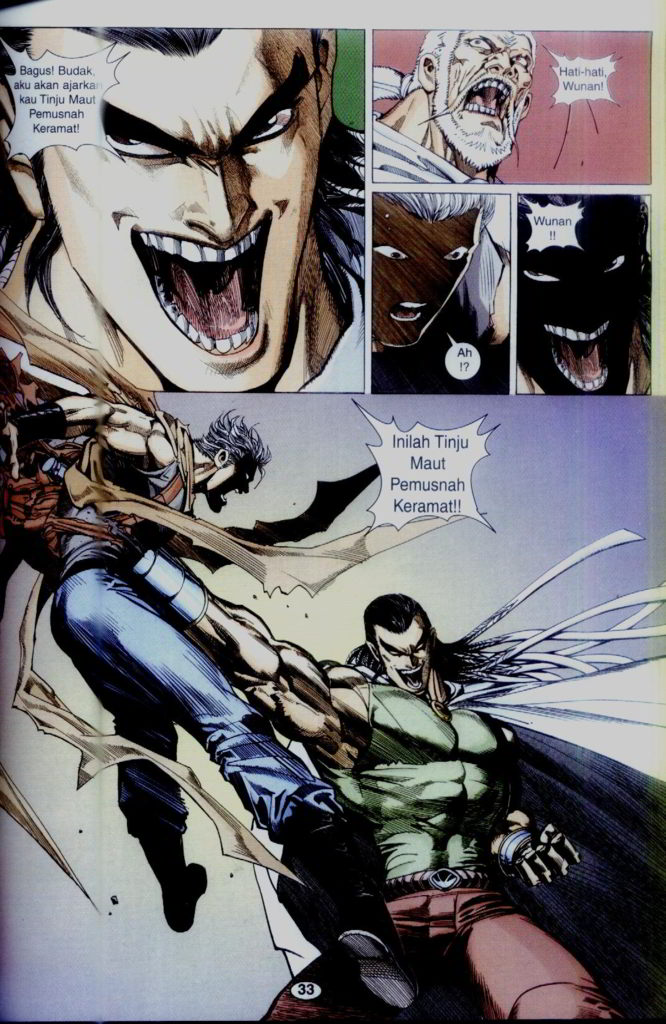 Bagus! Budak,
aku akan ajarkan
kau Tinju Maut
Pemusnah
Keramat!
Hati-hati,
Wunan!
Ah
!?
Wunan
!!
Inilah Tinju
Maut
Pemusnah
Keramat!!
33